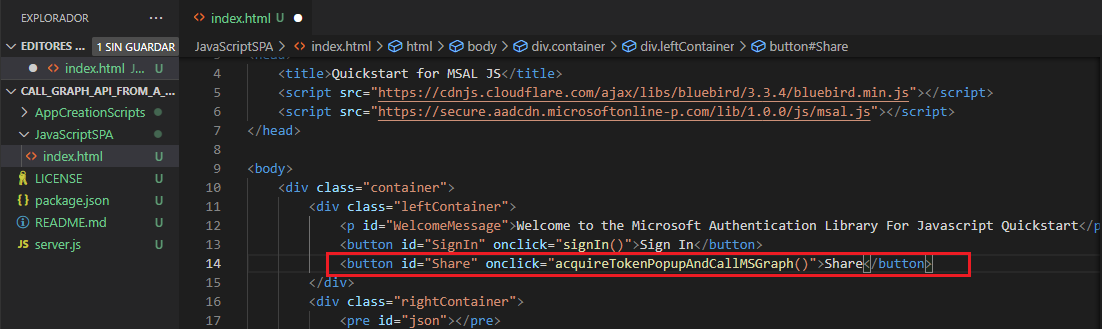 EXPLORADOR ···
index.html U
EDITORES ... 1 SIN GUARDAR
index.html J... U
CALL_GRAPH_API_FROM_A_...
AppCreationScripts
JavaScriptSPA
index.html U
LICENSE U
package.json U
README.md U
server.js U
JavaScriptSPA > index.html > html > body > div.container > div.leftContainer > button#Share
3 <head>
4 <title>Quickstart for MSAL JS</title>
5 <script src="https://cdnjs.cloudflare.com/ajax/libs/bluebird/3.3.4/bluebird.min.js"></script>
6 <script src="https://secure.aadcdn.microsoftonline-p.com/lib/1.0.0/js/msal.js"></script>
7 </head>
8
9 <body>
10 <div class="container">
11 <div class="leftContainer">
12 <p id="WelcomeMessage">Welcome to the Microsoft Authentication Library For Javascript Quickstart</p
13 <button id="SignIn" onclick="signIn()">Sign In</button>
14 <button id="Share" onclick="acquireTokenPopupAndCallMSGraph()">Share</button>
15 </div>
16 <div class="rightContainer">
17 <pre id="json"></pre>